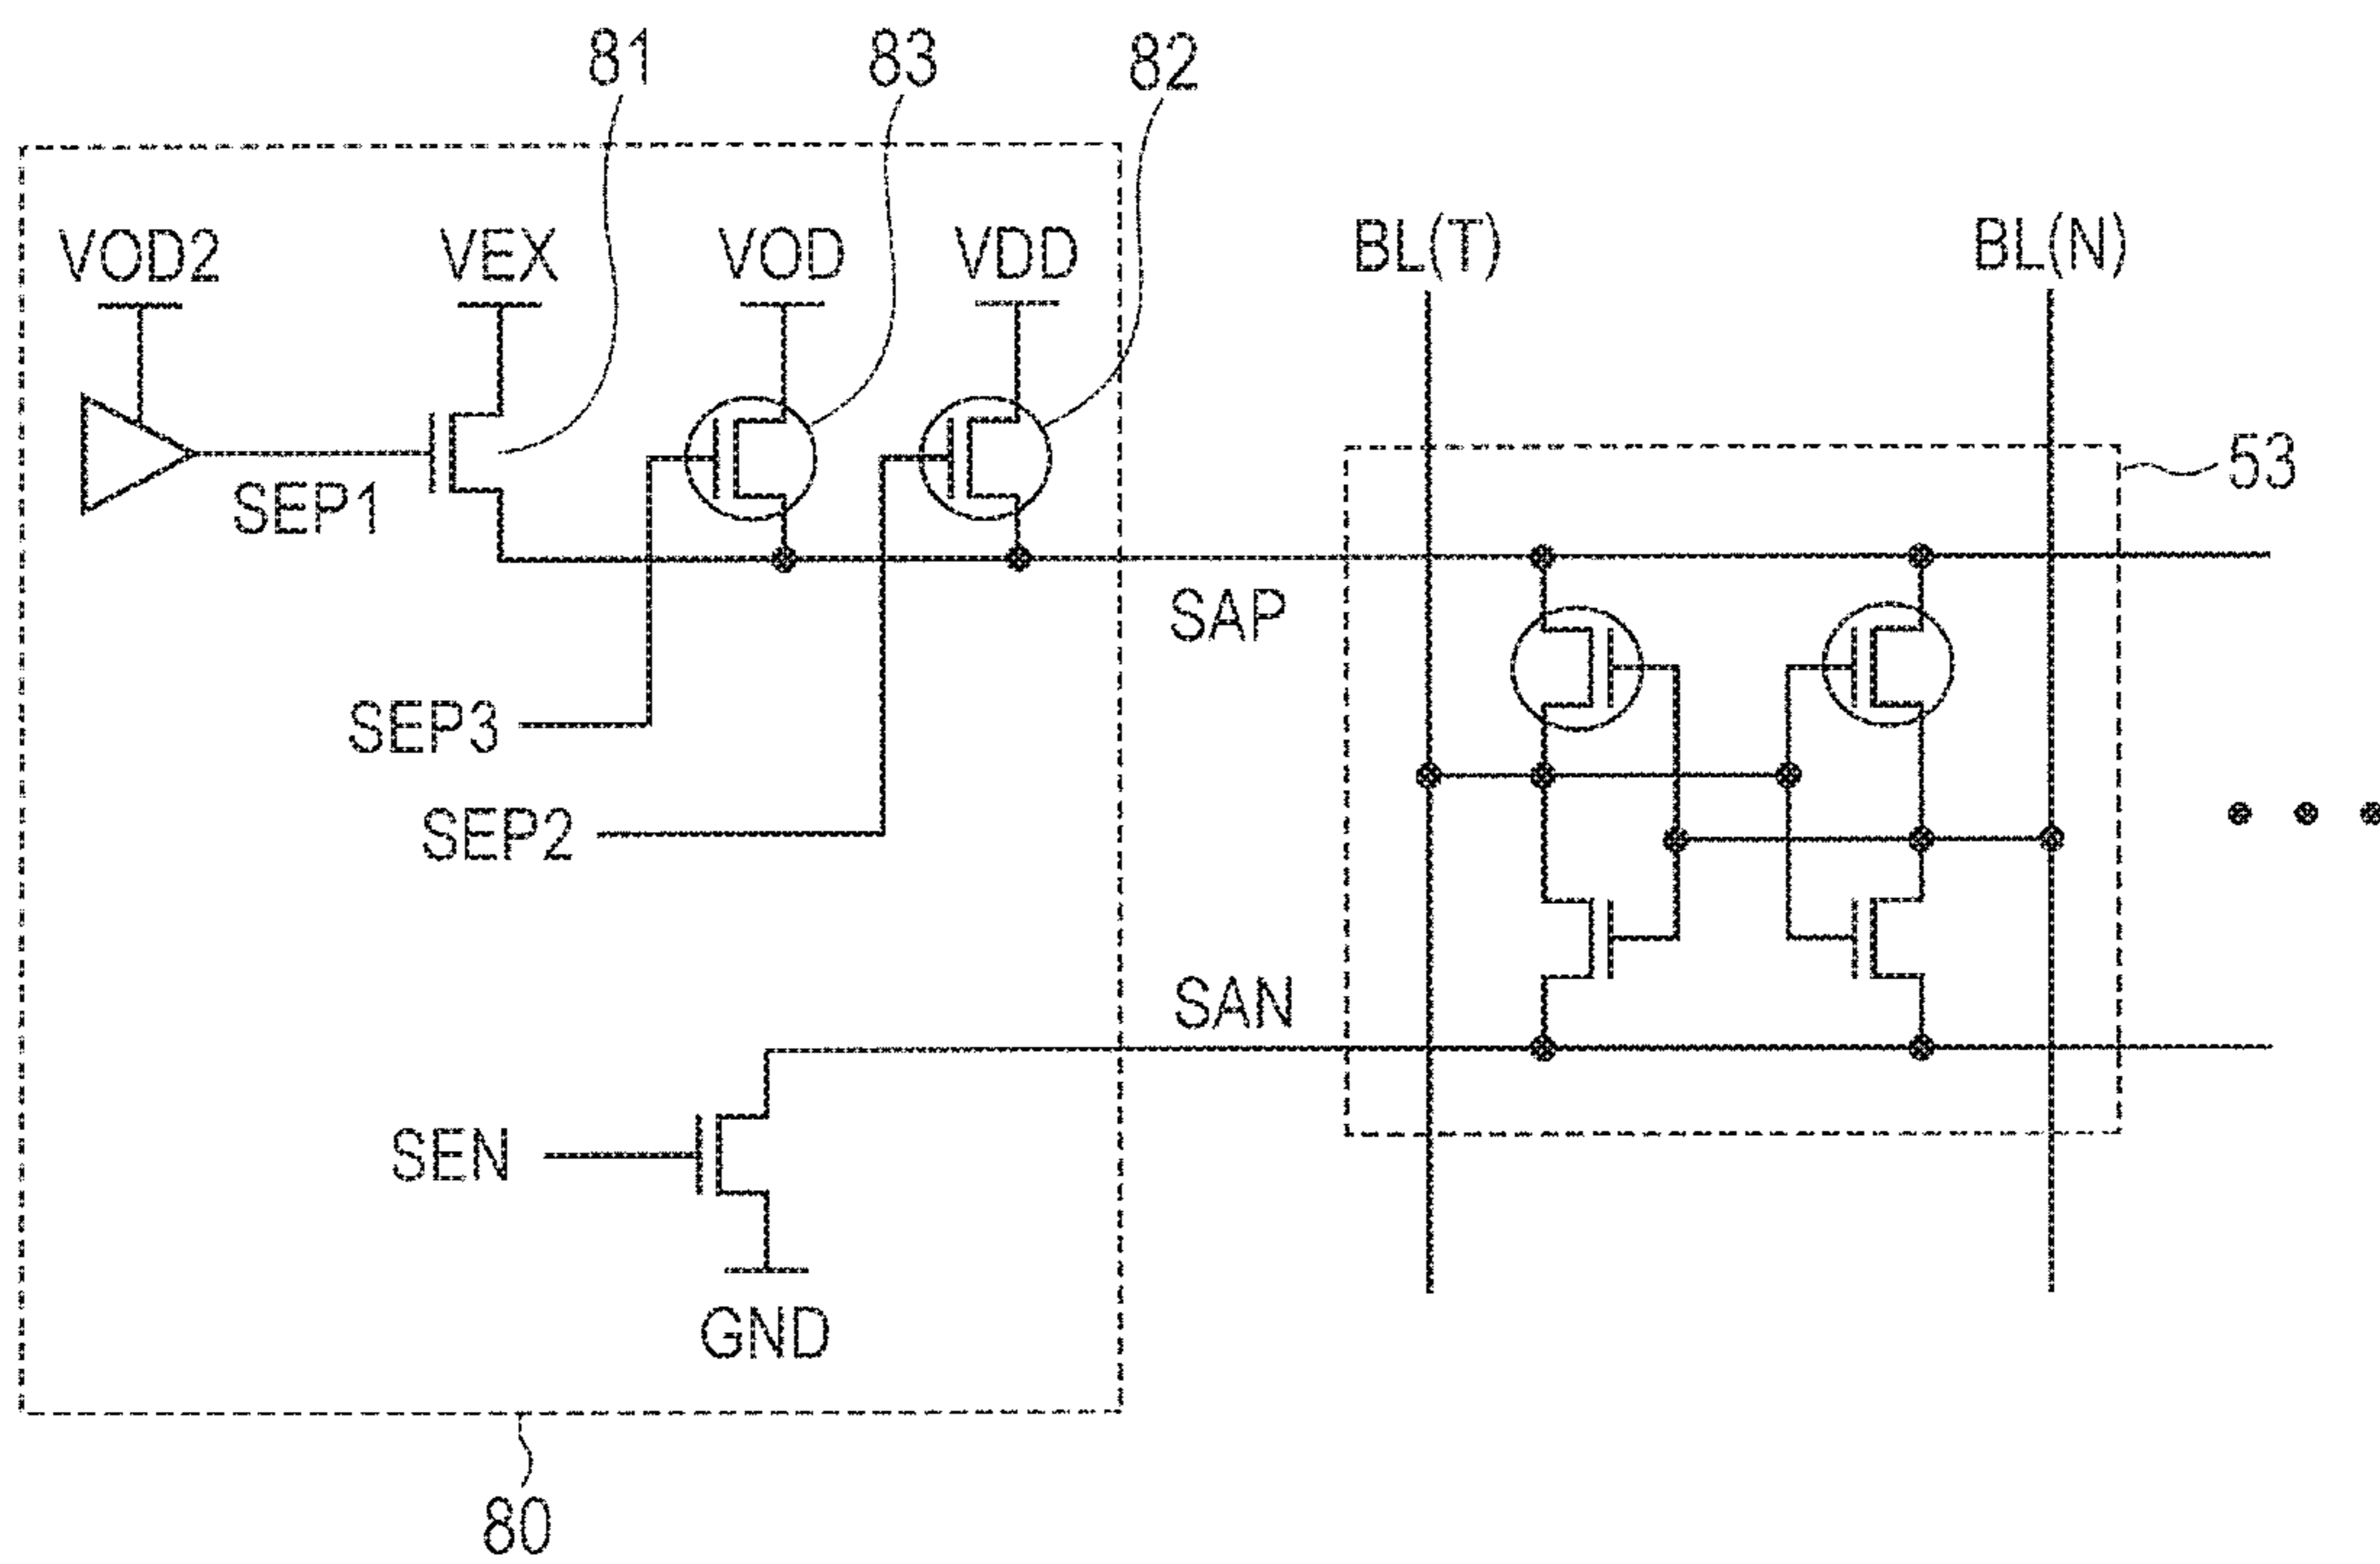 81
83
82
VOD2
VEX
VOD
VDD
BL(T)
BL(N)
53
SEP1
SAP
SEP3
SEP2
SAN
SEN
GND
80